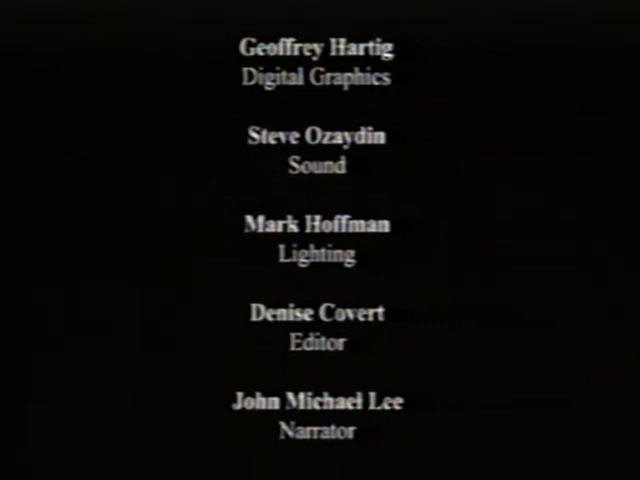 Geoffrey Hartig
Digital Graphics
Steve Ozaydin
Sound
Mark Hoffman
Lighting
Denise Covert
Editor
John Michael Lee
Narrator